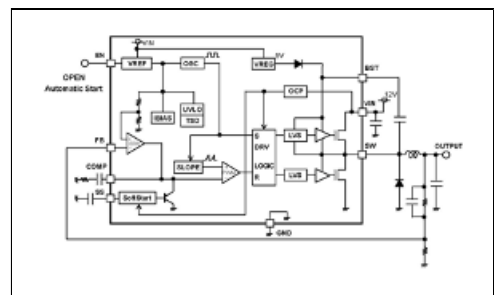 VIN
EN
VREF
OSC
5V
VREG
BST
OPEN
Automatic Start
OCP
VIN
12V
IBIAS
UVLO
TSD
FB
S
DRV
LOGIC
R
LVS
SW
OUTPUT
COMP
SLOPE
LVS
SS
SoftStart
GND